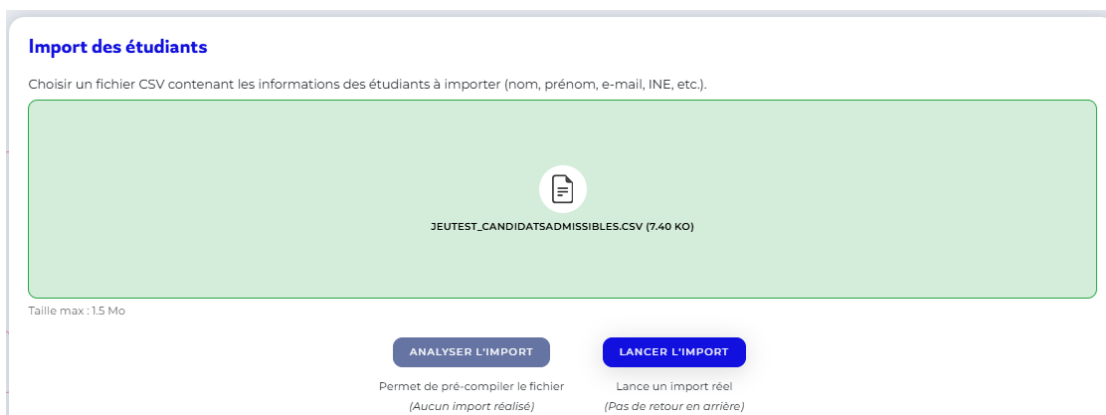 Import des étudiants
Choisir un fichier CSV contenant les informations des étudiants à importer (nom, prénom, e-mail, INE, etc.).
JEUTEST_CANDIDATSADMISSIBLES.CSV (7.40 KO)
Taille max : 1.5 Mo
ANALYSER L'IMPORT
LANCER L'IMPORT
Permet de pré-compiler le fichier
(Aucun import réalisé)
Lance un import réel
(Pas de retour en arrière)